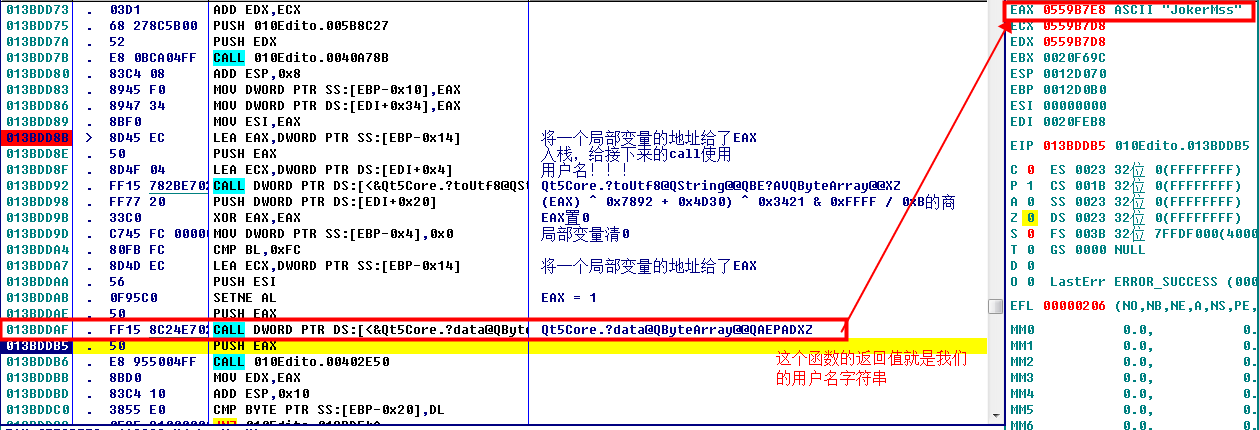 013BDD73 . 03D1 ADD EDX,ECX
013BDD75 . 68 278C5B00 PUSH 010Edito.005B8C27
013BDD7A . 52 PUSH EDX
013BDD7B . E8 0BCA04FF CALL 010Edito.0040A78B
013BDD80 . 83C4 08 ADD ESP,0x8
013BDD83 . 8945 F0 MOV DWORD PTR SS:[EBP-0x10],EAX
013BDD86 . 8947 34 MOV DWORD PTR DS:[EDI+0x34],EAX
013BDD89 . 8BF0 MOV ESI,EAX
013BDD8B > 8D45 EC LEA EAX,DWORD PTR SS:[EBP-0x14] 将一个局部变量的地址给了EAX
013BDD8E . 50 PUSH EAX 入栈，给接下来的call使用
013BDD8F . 8D4F 04 LEA ECX,DWORD PTR DS:[EDI+0x4] 用户名！！！
013BDD92 . FF15 782BE702 CALL DWORD PTR DS:[<&Qt5Core.?toUtf8@QSt Qt5Core.?toUtf8@QString@@QBE?AVQByteArray@@XZ
013BDD98 . FF77 20 PUSH DWORD PTR DS:[EDI+0x20] (EAX) ^ 0x7892 + 0x4D30) ^ 0x3421 & 0xFFFF / 0xB的商
013BDD9B . 33C0 XOR EAX,EAX EAX置0
013BDD9D . C745 FC 00000 MOV DWORD PTR SS:[EBP-0x4],0x0 局部变量清0
013BDDA4 . 80FB FC CMP BL,0xFC
013BDDA7 . 8D4D EC LEA ECX,DWORD PTR SS:[EBP-0x14] 将一个局部变量的地址给了EAX
013BDDAA . 56 PUSH ESI
013BDDAB . 0F95C0 SETNE AL EAX = 1
013BDDAE . 50 PUSH EAX
013BDDAF . FF15 8C24E702 CALL DWORD PTR DS:[<&Qt5Core.?data@QByte Qt5Core.?data@QByteArray@@QAEPADXZ
013BDDB5 . 50 PUSH EAX
013BDDB6 . E8 955004FF CALL 010Edito.00402E50
013BDDBB . 8BD0 MOV EDX,EAX
013BDDBD . 83C4 10 ADD ESP,0x10
013BDDC0 . 3855 E0 CMP BYTE PTR SS:[EBP-0x20],DL
这个函数的返回值就是我们
的用户名字符串
EAX 0559B7E8 ASCII "JokerMss"
ECX 0559B7D8
EDX 0559B7D8
EBX 0020F69C
ESP 0012D070
EBP 0012D0B0
ESI 00000000
EDI 0020FEB8
EIP 013BDDB5 010Edito.013BDDB5
C 0 ES 0023 32位 0(FFFFFFFF)
P 1 CS 001B 32位 0(FFFFFFFF)
A 0 SS 0023 32位 0(FFFFFFFF)
Z 0 DS 0023 32位 0(FFFFFFFF)
S 0 FS 003B 32位 7FFDF000(4000
T 0 GS 0000 NULL
D 0
O 0 LastErr ERROR_SUCCESS (000
EFL 00000206 (NO,NB,NE,A,NS,PE,
MM0 0.0,
MM1 0.0,
MM2 0.0,
MM3 0.0,
MM4 0.0,
MM5 0.0,
MM6 0.0,